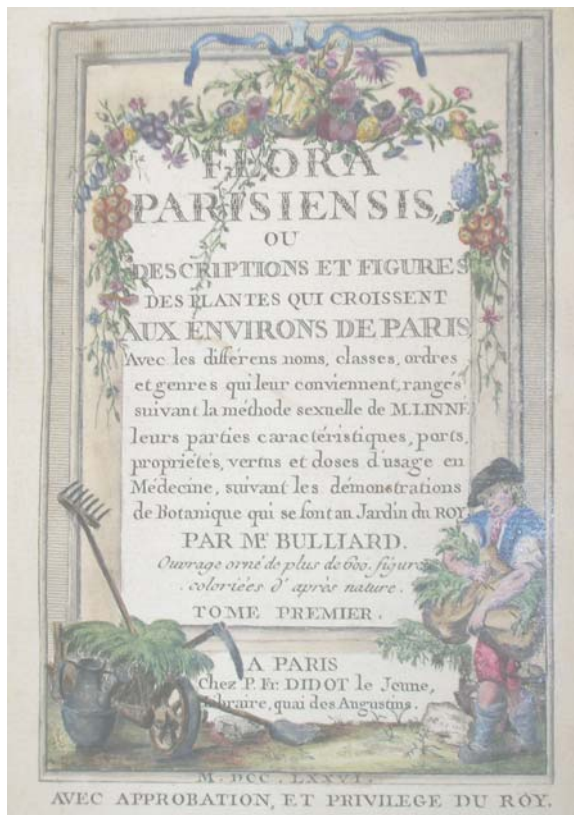 FLORA
PARISIENSIS,
OU
DESCRIPTIONS ET FIGURES
DES PLANTES QUI CROISSENT
AUX ENVIRONS DE PARIS
Avec les différens noms, classes, ordres
et genres qui leur conviennent, rangés
suivant la méthode sexuelle de M. LINNÉ
leurs parties caractéristiques, ports,
propriétés, vertus et doses d'usage en
Médecine, suivant les démonstrations
de Botanique qui se font au Jardin du ROY
PAR Mr. BULLIARD.
Ouvrage orné de plus de 600. figures
coloriées d'après nature.
TOME PREMIER.
A PARIS
Chez P. Fr. DIDOT le Jeune,
Libraire, quai des Augustins.
M. DCC. LXXVI.
AVEC APPROBATION, ET PRIVILEGE DU ROY.